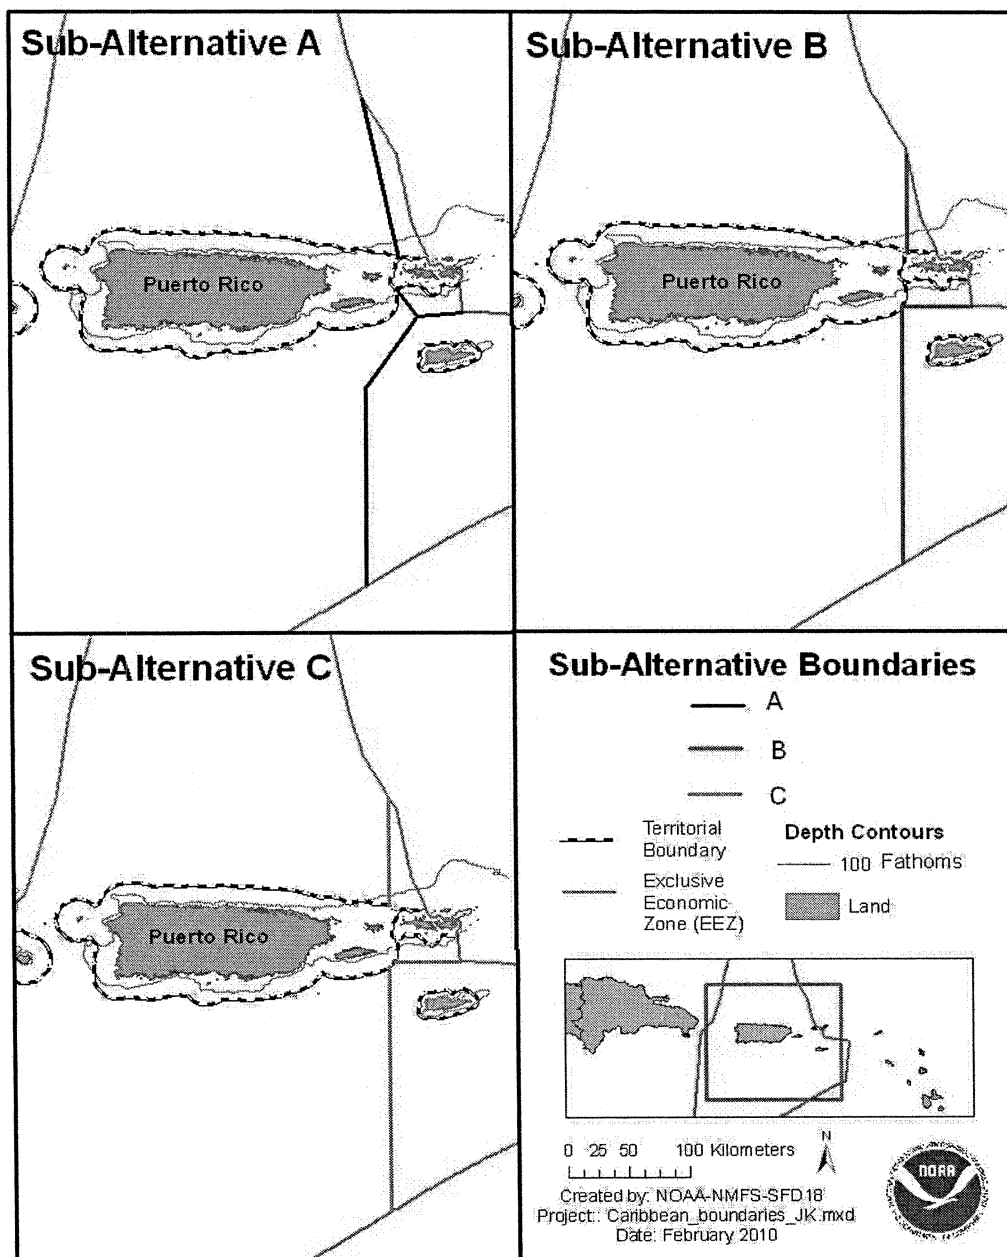 Sub-Alternative A
Puerto Rico
Sub-Alternative B
Puerto Rico
Sub-Alternative C
Puerto Rico
Sub-Alternative Boundaries
A
B
C
Territorial
Boundary
Exclusive
Economic
Zone (EEZ)
Depth Contours
100 Fathoms
Land
0 25 50 100 Kilometers
N
Created by: NOAA-NMFS-SFD18
Project:: Caribbean_boundaries_JK.mxd
Date: February 2010
NOAA